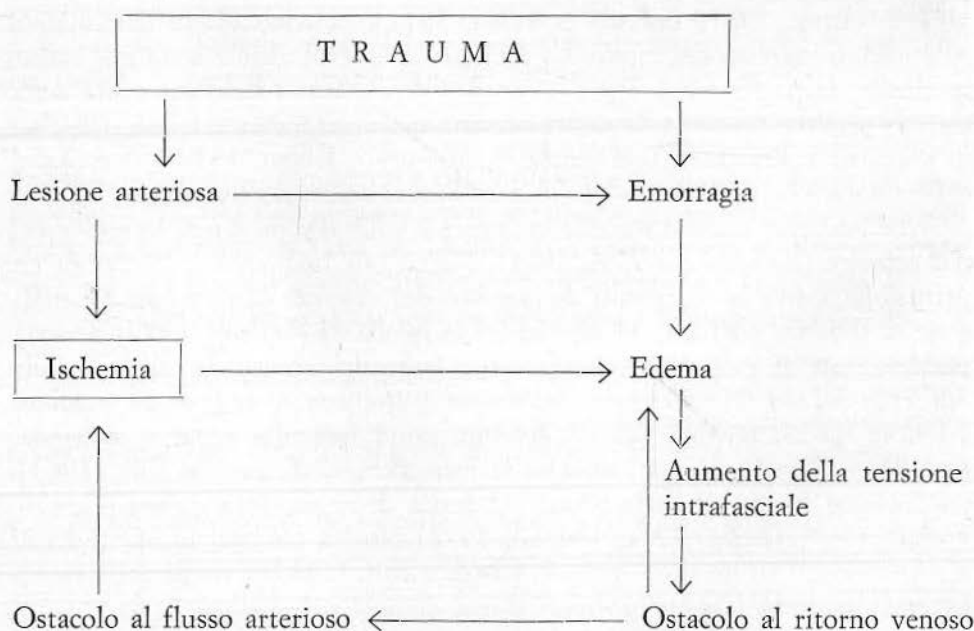 T R A U M A
Lesione arteriosa
Emorragia
Ischemia
Edema
Aumento della tensione
intrafasciale
Ostacolo al flusso arterioso
Ostacolo al ritorno venoso